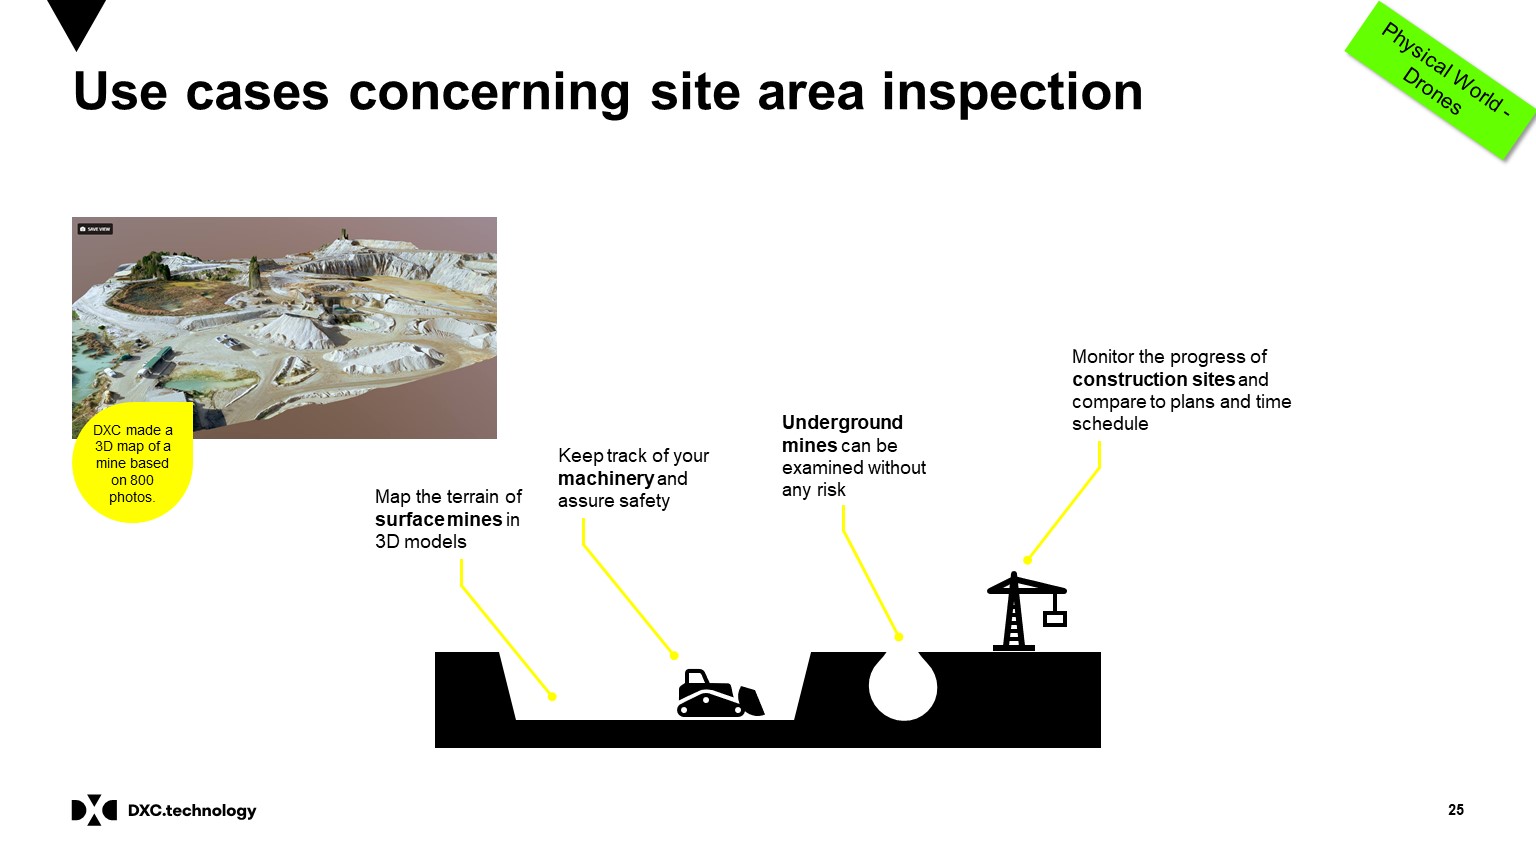 Physical World -
Drones
Use cases concerning site area inspection
SAVE VIEW
DXC made a
3D map of a
mine based
on 800
photos.
Map the terrain of
surface mines in
3D models
Keep track of your
machinery and
assure safety
Underground
mines can be
examined without
any risk
Monitor the progress of
construction sites and
compare to plans and time
schedule
DXC.technology
25